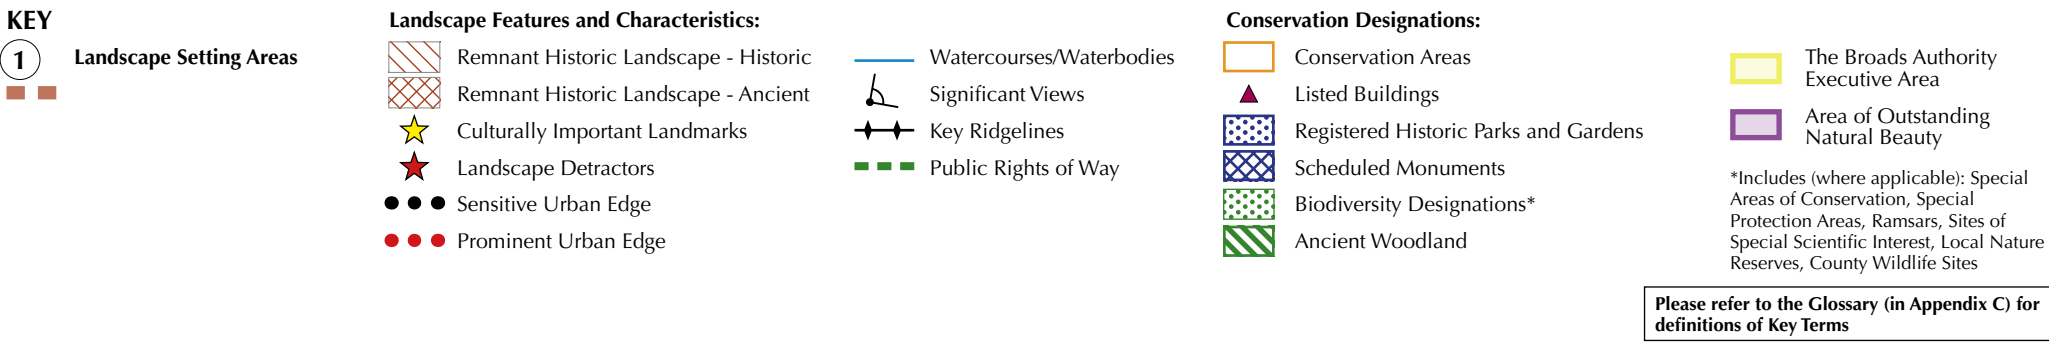 KEY
1
Landscape Setting Areas
Landscape Features and Characteristics:
Remnant Historic Landscape - Historic
Remnant Historic Landscape - Ancient
Culturally Important Landmarks
Landscape Detractors
Sensitive Urban Edge
Prominent Urban Edge
Watercourses/Waterbodies
Significant Views
Key Ridgelines
Public Rights of Way
Conservation Designations:
Conservation Areas
Listed Buildings
Registered Historic Parks and Gardens
Scheduled Monuments
Biodiversity Designations*
Ancient Woodland
The Broads Authority
Executive Area
Area of Outstanding
Natural Beauty
*Includes (where applicable): Special
Areas of Conservation, Special
Protection Areas, Ramsars, Sites of
Special Scientific Interest, Local Nature
Reserves, County Wildlife Sites
Please refer to the Glossary (in Appendix C) for
definitions of Key Terms